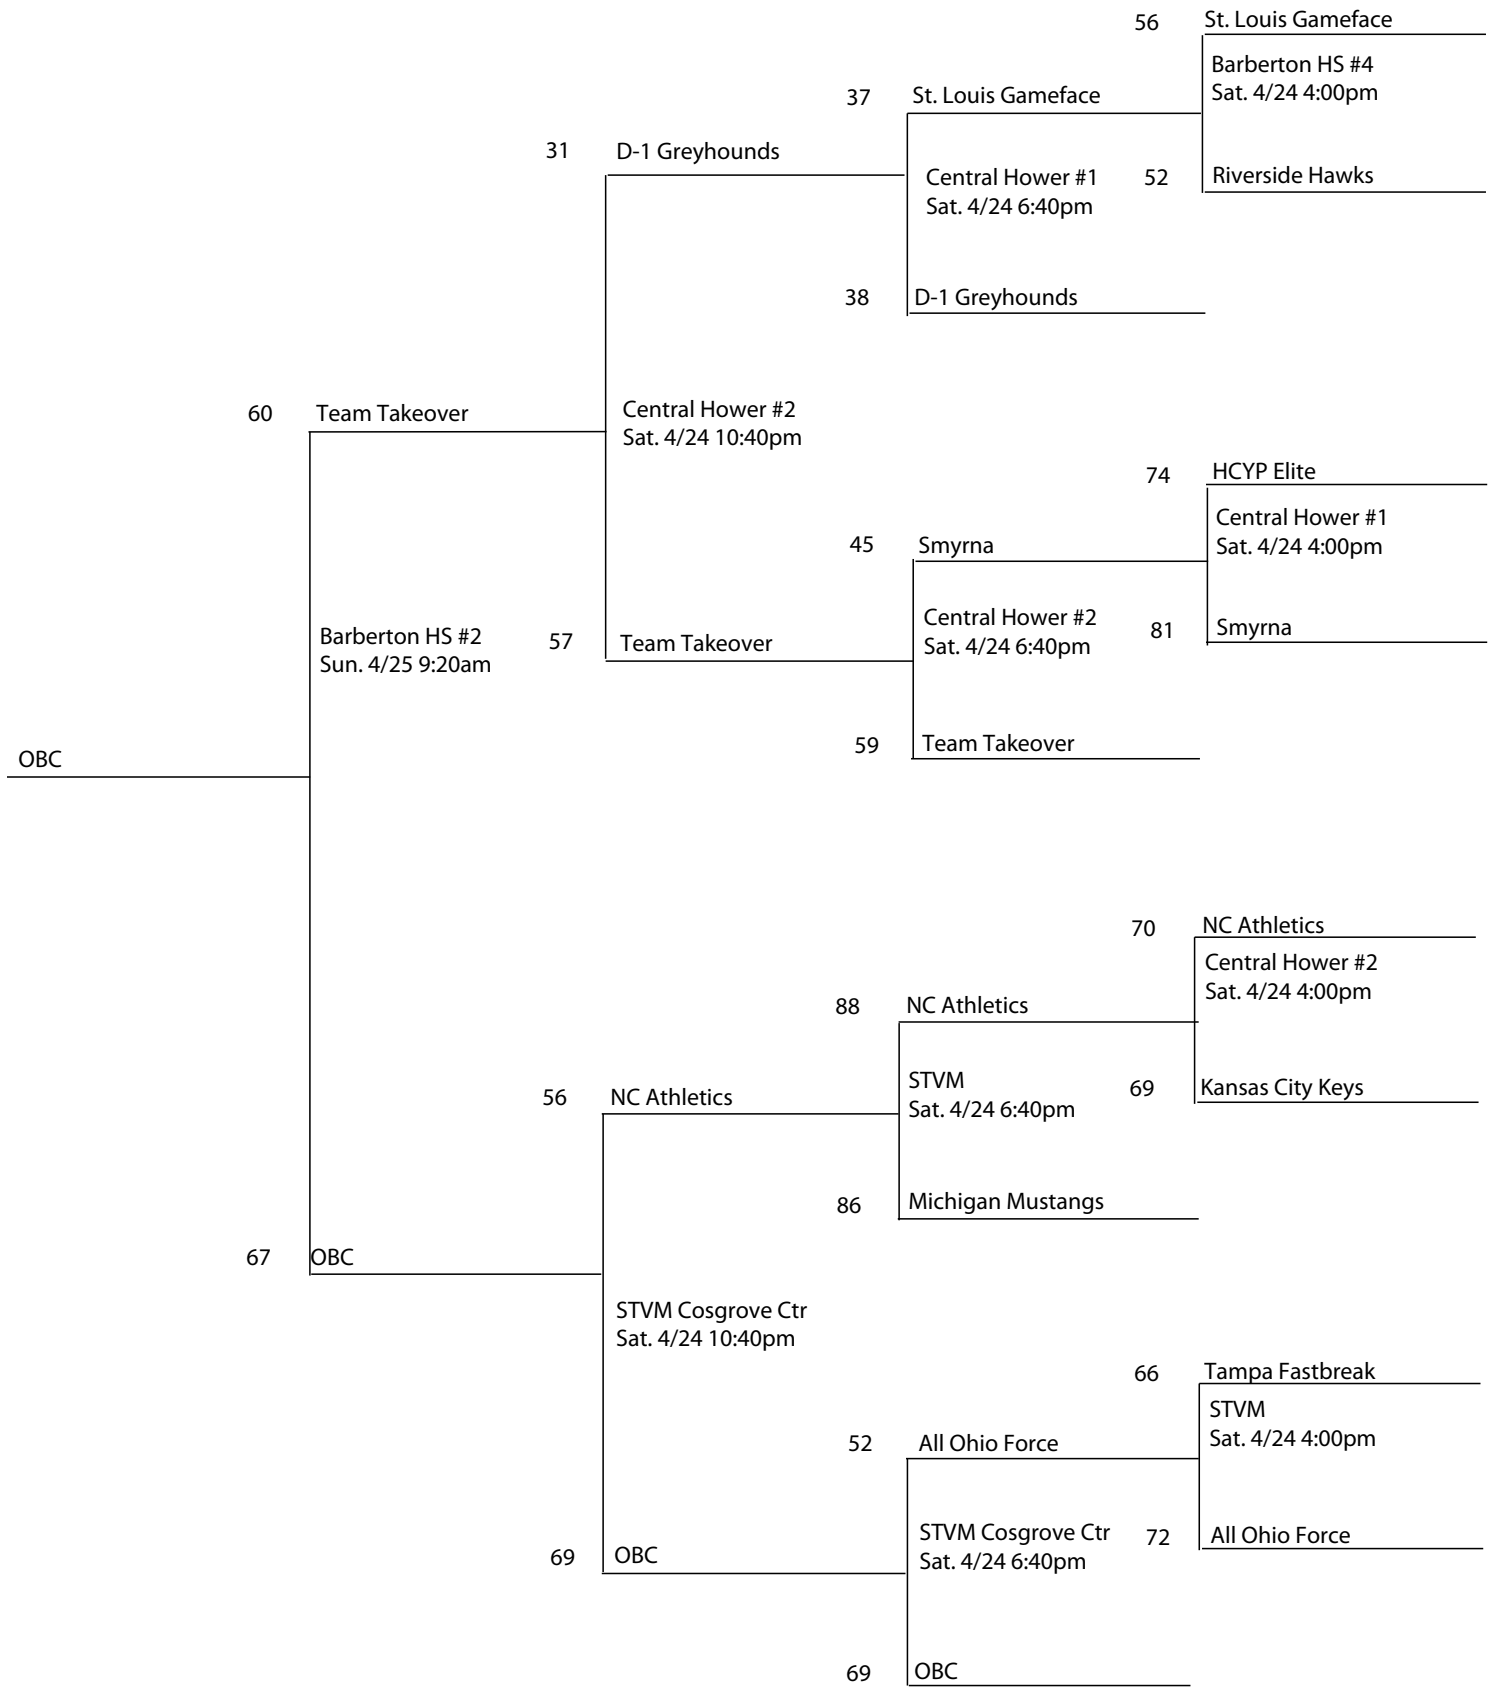 56
St. Louis Gameface
Barberton HS #4
Sat. 4/24 4:00pm
37
St. Louis Gameface
31
D-1 Greyhounds
Central Hower #1
Sat. 4/24 6:40pm
52
Riverside Hawks
38
D-1 Greyhounds
60
Team Takeover
Central Hower #2
Sat. 4/24 10:40pm
74
HCYP Elite
Central Hower #1
Sat. 4/24 4:00pm
45
Smyrna
Central Hower #2
Sat. 4/24 6:40pm
81
Smyrna
Barberton HS #2
Sun. 4/25 9:20am
57
Team Takeover
59
Team Takeover
OBC
70
NC Athletics
Central Hower #2
Sat. 4/24 4:00pm
88
NC Athletics
STVM
Sat. 4/24 6:40pm
69
Kansas City Keys
56
NC Athletics
86
Michigan Mustangs
67
OBC
STVM Cosgrove Ctr
Sat. 4/24 10:40pm
66
Tampa Fastbreak
STVM
Sat. 4/24 4:00pm
52
All Ohio Force
STVM Cosgrove Ctr
Sat. 4/24 6:40pm
72
All Ohio Force
69
OBC
69
OBC